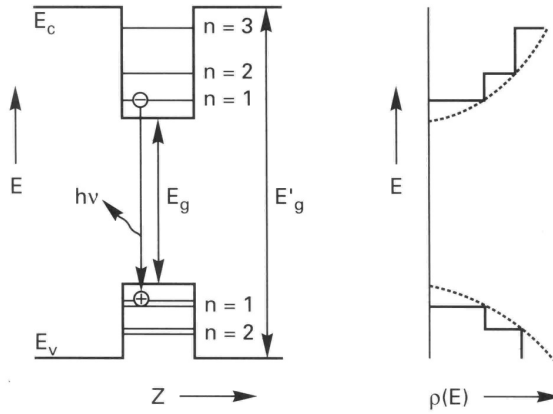 E_c
n = 3
n = 2
n = 1
E
hν
E_g
E'_g
n = 1
n = 2
E_v
Z
E
ρ(E)